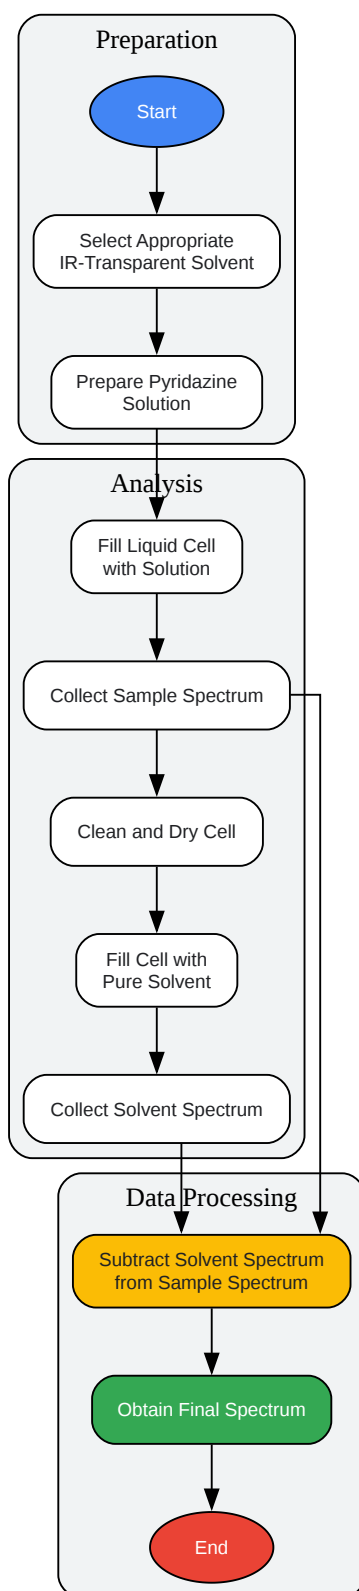 Preparation
Start
Select Appropriate
IR-Transparent Solvent
Prepare Pyridazine
Solution
Analysis
Fill Liquid Cell
with Solution
Collect Sample Spectrum
Clean and Dry Cell
Fill Cell with
Pure Solvent
Collect Solvent Spectrum
Data Processing
Subtract Solvent Spectrum
from Sample Spectrum
Obtain Final Spectrum
End